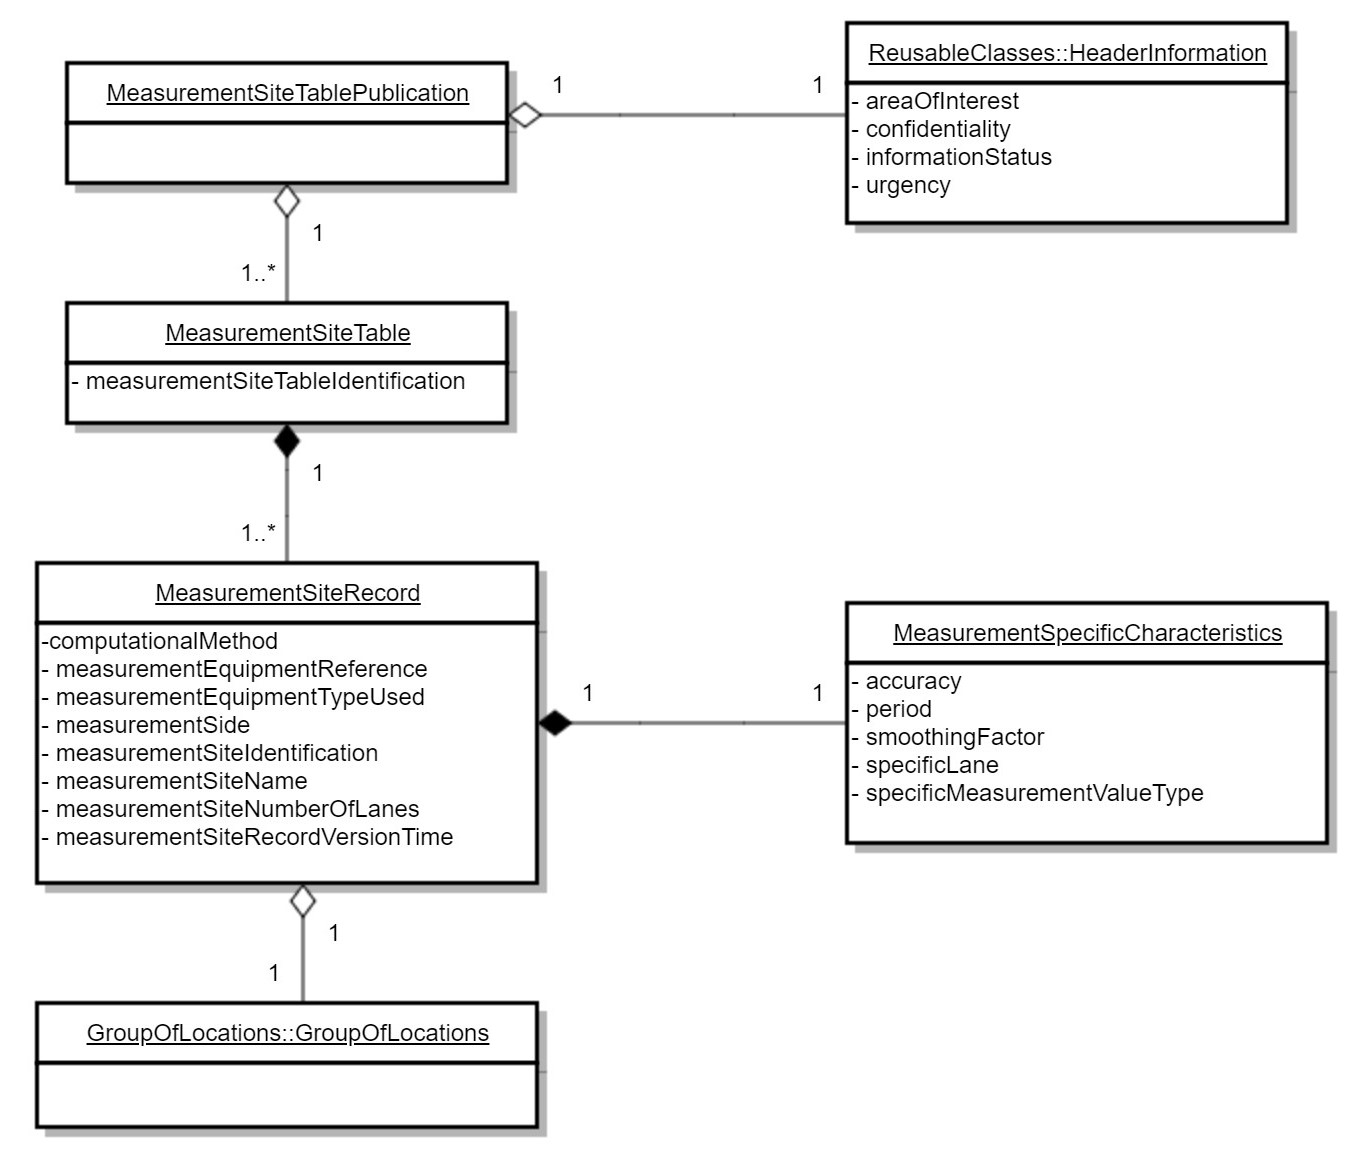 MeasurementSiteTablePublication
1
1
ReusableClasses::HeaderInformation
- areaOfInterest
- confidentiality
- informationStatus
- urgency
1
1..*
MeasurementSiteTable
- measurementSiteTableIdentification
1
1..*
MeasurementSiteRecord
-computationalMethod
- measurementEquipmentReference
- measurementEquipmentTypeUsed
- measurementSide
- measurementSiteIdentification
- measurementSiteName
- measurementSiteNumberOfLanes
- measurementSiteRecordVersionTime
1
1
MeasurementSpecificCharacteristics
- accuracy
- period
- smoothingFactor
- specificLane
- specificMeasurementValueType
1
1
GroupOfLocations::GroupOfLocations